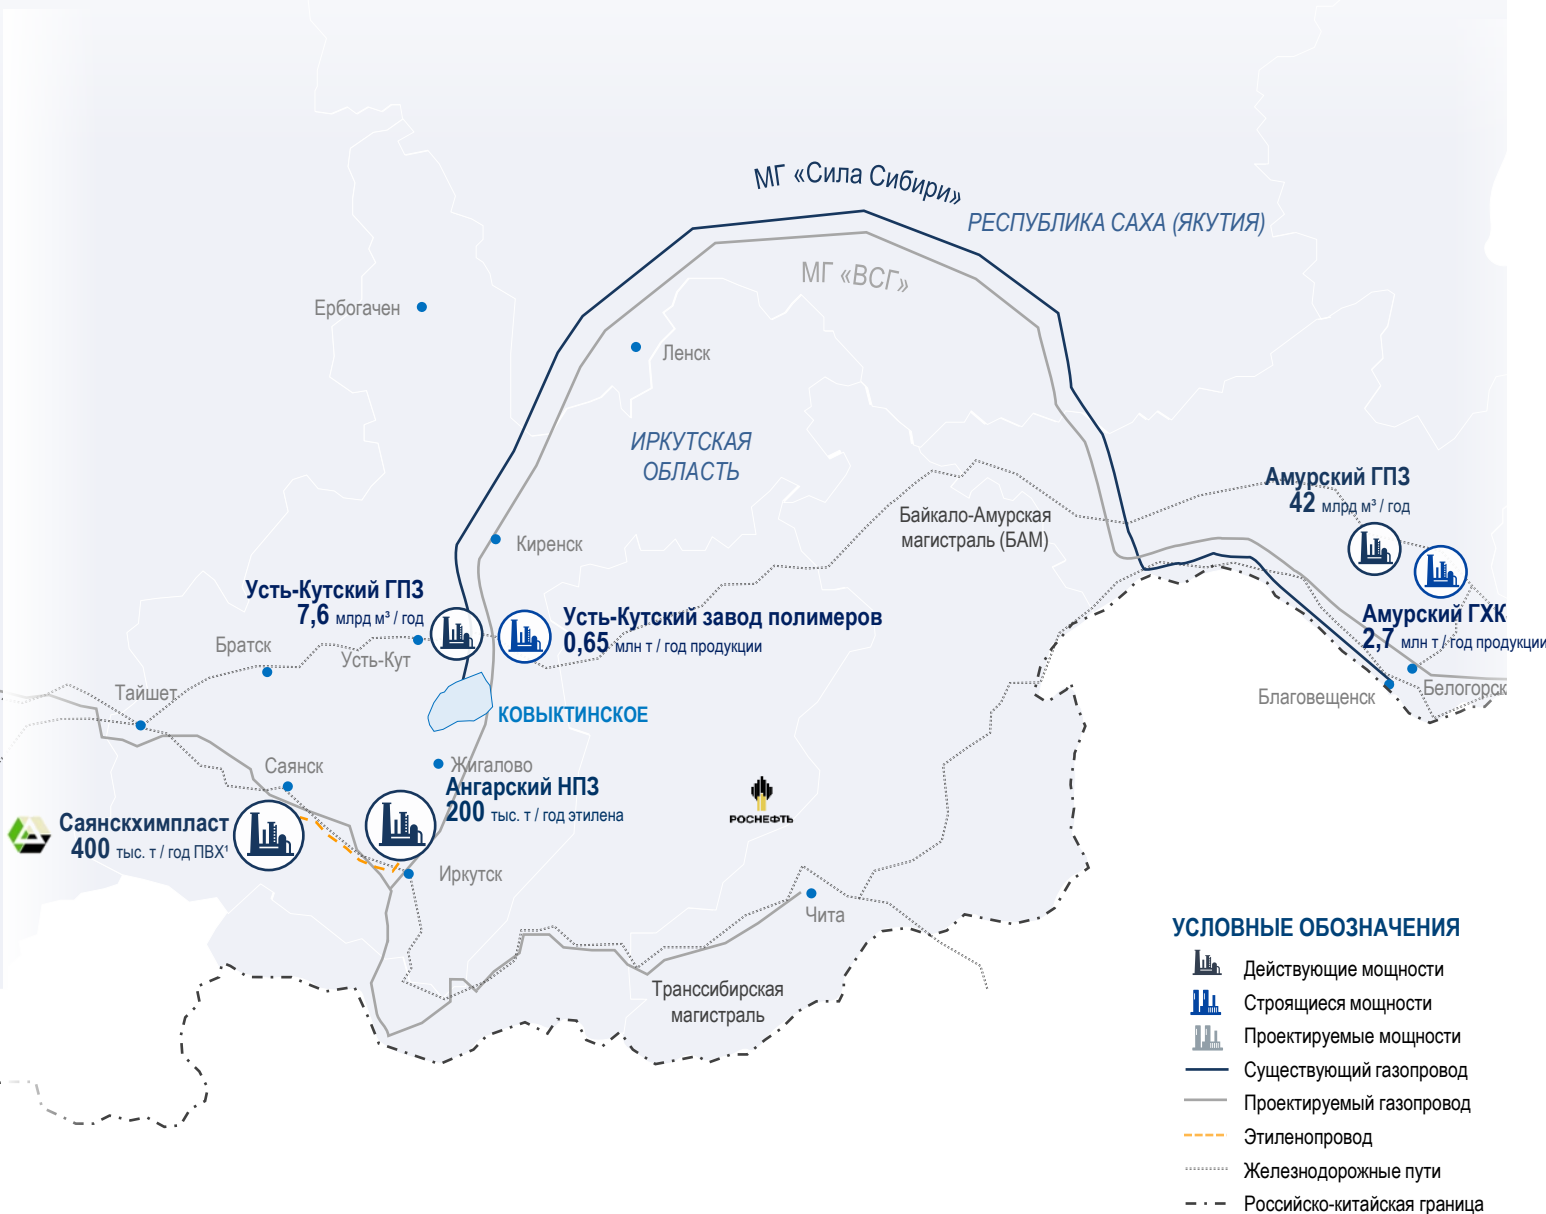 МГ «Сила Сибири»
РЕСПУБЛИКА САХА (ЯКУТИЯ)
МГ «ВСГ»
Ербогачен
Ленск
ИРКУТСКАЯ
ОБЛАСТЬ
Амурский ГПЗ
42 млрд м³ / год
Байкало-Амурская
магистраль (БАМ)
Киренск
Усть-Кутский ГПЗ
7,6 млрд м³ / год
Усть-Кутский завод полимеров
0,65 млн т / год продукции
Амурский ГХК
2,7 млн т / год продукции
Братск
Усть-Кут
Тайшет
Благовещенск
Белогорск
КОВЫКТИНСКОЕ
Саянск
Жигалово
Ангарский НПЗ
200 тыс. т / год этилена
РОСНЕФТЬ
Саянскхимпласт
400 тыс. т / год ПВХ¹
Иркутск
Чита
Транссибирская
магистраль
УСЛОВНЫЕ ОБОЗНАЧЕНИЯ
Действующие мощности
Строящиеся мощности
Проектируемые мощности
Существующий газопровод
Проектируемый газопровод
Этиленопровод
Железнодорожные пути
Российско-китайская граница